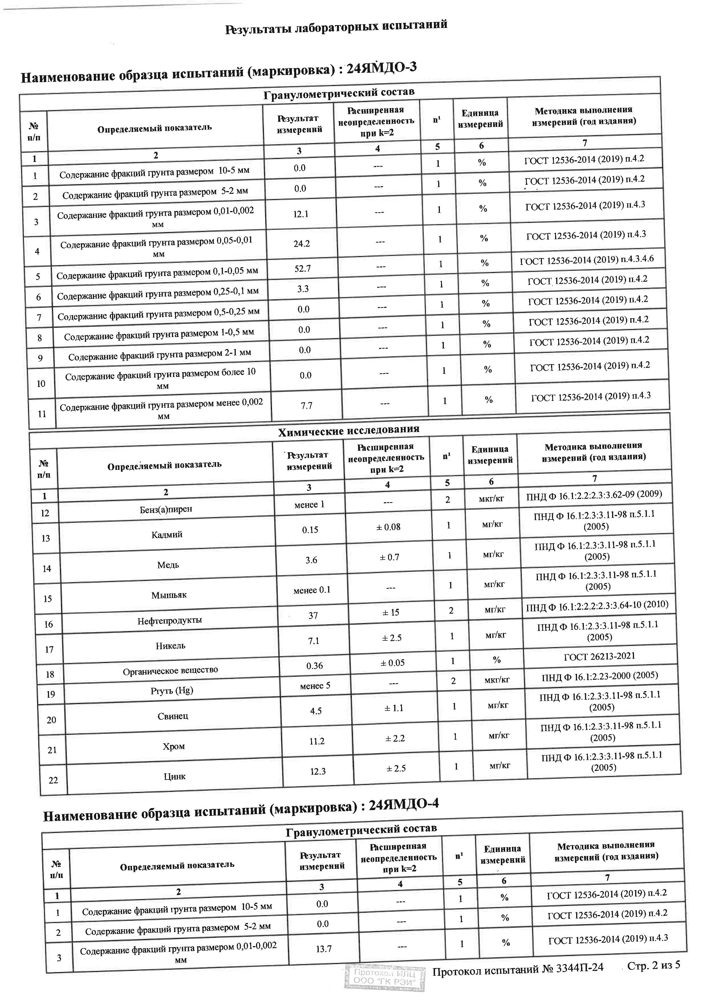 Результаты лабораторных испытаний
Наименование образца испытаний (маркировка) : 24ЯМДО-3
Гранулометрический состав
№ п/п Определяемый показатель Результат измерений Расширенная неопределенность при k=2 n¹ Единица измерений Методика выполнения измерений (год издания)
1 2 3 4 5 6 7
1 Содержание фракций грунта размером 10-5 мм 0.0 --- 1 % ГОСТ 12536-2014 (2019) п.4.2
2 Содержание фракций грунта размером 5-2 мм 0.0 --- 1 % ГОСТ 12536-2014 (2019) п.4.2
3 Содержание фракций грунта размером 0,01-0,002 мм 12.1 --- 1 % ГОСТ 12536-2014 (2019) п.4.3
4 Содержание фракций грунта размером 0,05-0,01 мм 24.2 --- 1 % ГОСТ 12536-2014 (2019) п.4.3
5 Содержание фракций грунта размером 0,1-0,05 мм 52.7 --- 1 % ГОСТ 12536-2014 (2019) п.4.3.4.6
6 Содержание фракций грунта размером 0,25-0,1 мм 3.3 --- 1 % ГОСТ 12536-2014 (2019) п.4.2
7 Содержание фракций грунта размером 0,5-0,25 мм 0.0 --- 1 % ГОСТ 12536-2014 (2019) п.4.2
8 Содержание фракций грунта размером 1-0,5 мм 0.0 --- 1 % ГОСТ 12536-2014 (2019) п.4.2
9 Содержание фракций грунта размером 2-1 мм 0.0 --- 1 % ГОСТ 12536-2014 (2019) п.4.2
10 Содержание фракций грунта размером более 10 мм 0.0 --- 1 % ГОСТ 12536-2014 (2019) п.4.2
11 Содержание фракций грунта размером менее 0,002 мм 7.7 --- 1 % ГОСТ 12536-2014 (2019) п.4.3
Химические исследования
№ п/п Определяемый показатель Результат измерений Расширенная неопределенность при k=2 n¹ Единица измерений Методика выполнения измерений (год издания)
1 2 3 4 5 6 7
12 Бенз(а)пирен менее 1 --- 2 мкг/кг ПНД Ф 16.1:2.2:2.3:3.62-09 (2009)
13 Кадмий 0.15 ± 0.08 1 мг/кг ПНД Ф 16.1:2.3:3.11-98 п.5.1.1 (2005)
14 Медь 3.6 ± 0.7 1 мг/кг ПНД Ф 16.1:2.3:3.11-98 п.5.1.1 (2005)
15 Мышьяк менее 0.1 --- 1 мг/кг ПНД Ф 16.1:2.3:3.11-98 п.5.1.1 (2005)
16 Нефтепродукты 37 ± 15 2 мг/кг ПНД Ф 16.1:2:2.2:2.3:3.64-10 (2010)
17 Никель 7.1 ± 2.5 1 мг/кг ПНД Ф 16.1:2.3:3.11-98 п.5.1.1 (2005)
18 Органическое вещество 0.36 ± 0.05 1 % ГОСТ 26213-2021
19 Ртуть (Hg) менее 5 --- 2 мкг/кг ПНД Ф 16.1:2.23-2000 (2005)
20 Свинец 4.5 ± 1.1 1 мг/кг ПНД Ф 16.1:2.3:3.11-98 п.5.1.1 (2005)
21 Хром 11.2 ± 2.2 1 мг/кг ПНД Ф 16.1:2.3:3.11-98 п.5.1.1 (2005)
22 Цинк 12.3 ± 2.5 1 мг/кг ПНД Ф 16.1:2.3:3.11-98 п.5.1.1 (2005)
Наименование образца испытаний (маркировка) : 24ЯМДО-4
Гранулометрический состав
№ п/п Определяемый показатель Результат измерений Расширенная неопределенность при k=2 n¹ Единица измерений Методика выполнения измерений (год издания)
1 2 3 4 5 6 7
1 Содержание фракций грунта размером 10-5 мм 0.0 --- 1 % ГОСТ 12536-2014 (2019) п.4.2
2 Содержание фракций грунта размером 5-2 мм 0.0 --- 1 % ГОСТ 12536-2014 (2019) п.4.2
3 Содержание фракций грунта размером 0,01-0,002 мм 13.7 --- 1 % ГОСТ 12536-2014 (2019) п.4.3
Протокол ИЛЦ
ООО "ГК РЭИ"
Протокол испытаний № 3344П-24 Стр. 2 из 5